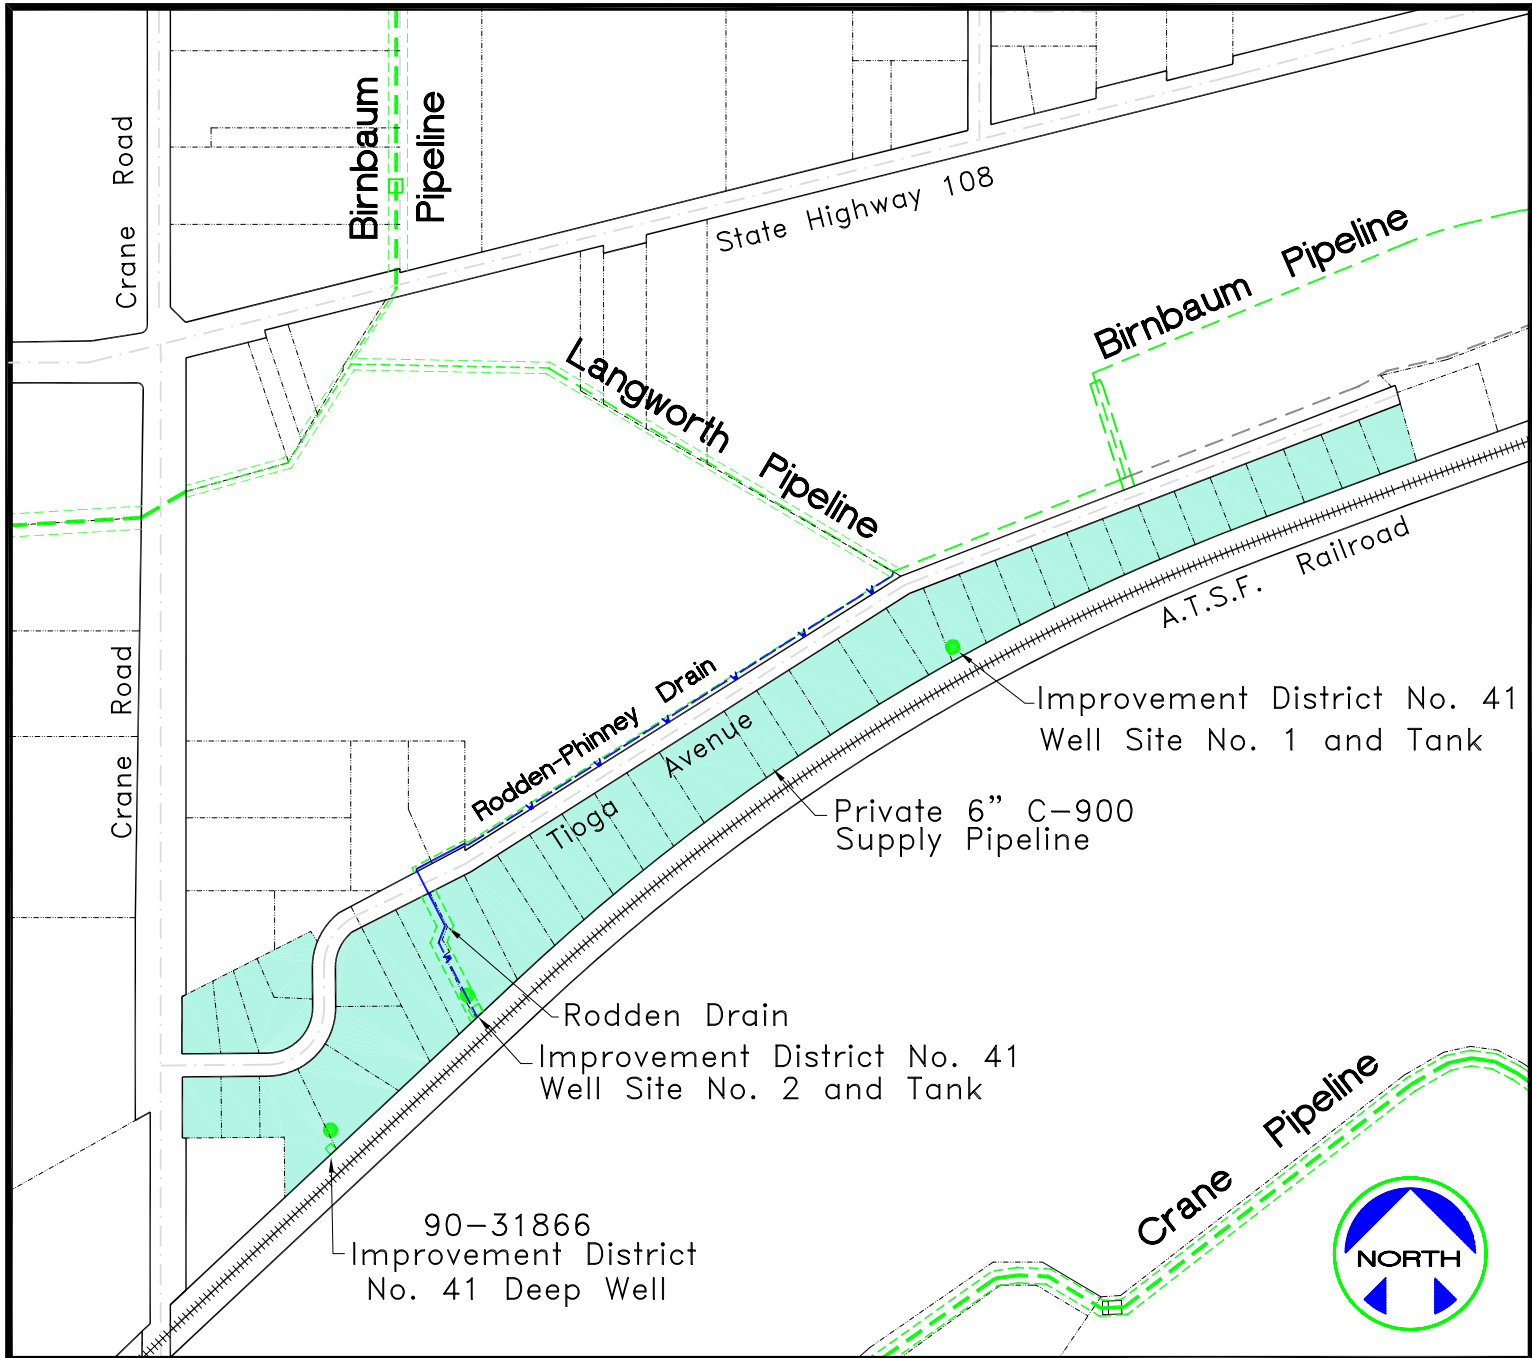 Birnbaum
Pipeline
Crane Road
State Highway 108
Birnbaum Pipeline
Langworth Pipeline
A.T.S.F. Railroad
Crane Road
Rodden-Phinney Drain
Tioga Avenue
Improvement District No. 41
Well Site No. 1 and Tank
Private 6” C-900
Supply Pipeline
Rodden Drain
Improvement District No. 41
Well Site No. 2 and Tank
Crane Pipeline
90-31866
Improvement District
No. 41 Deep Well
NORTH